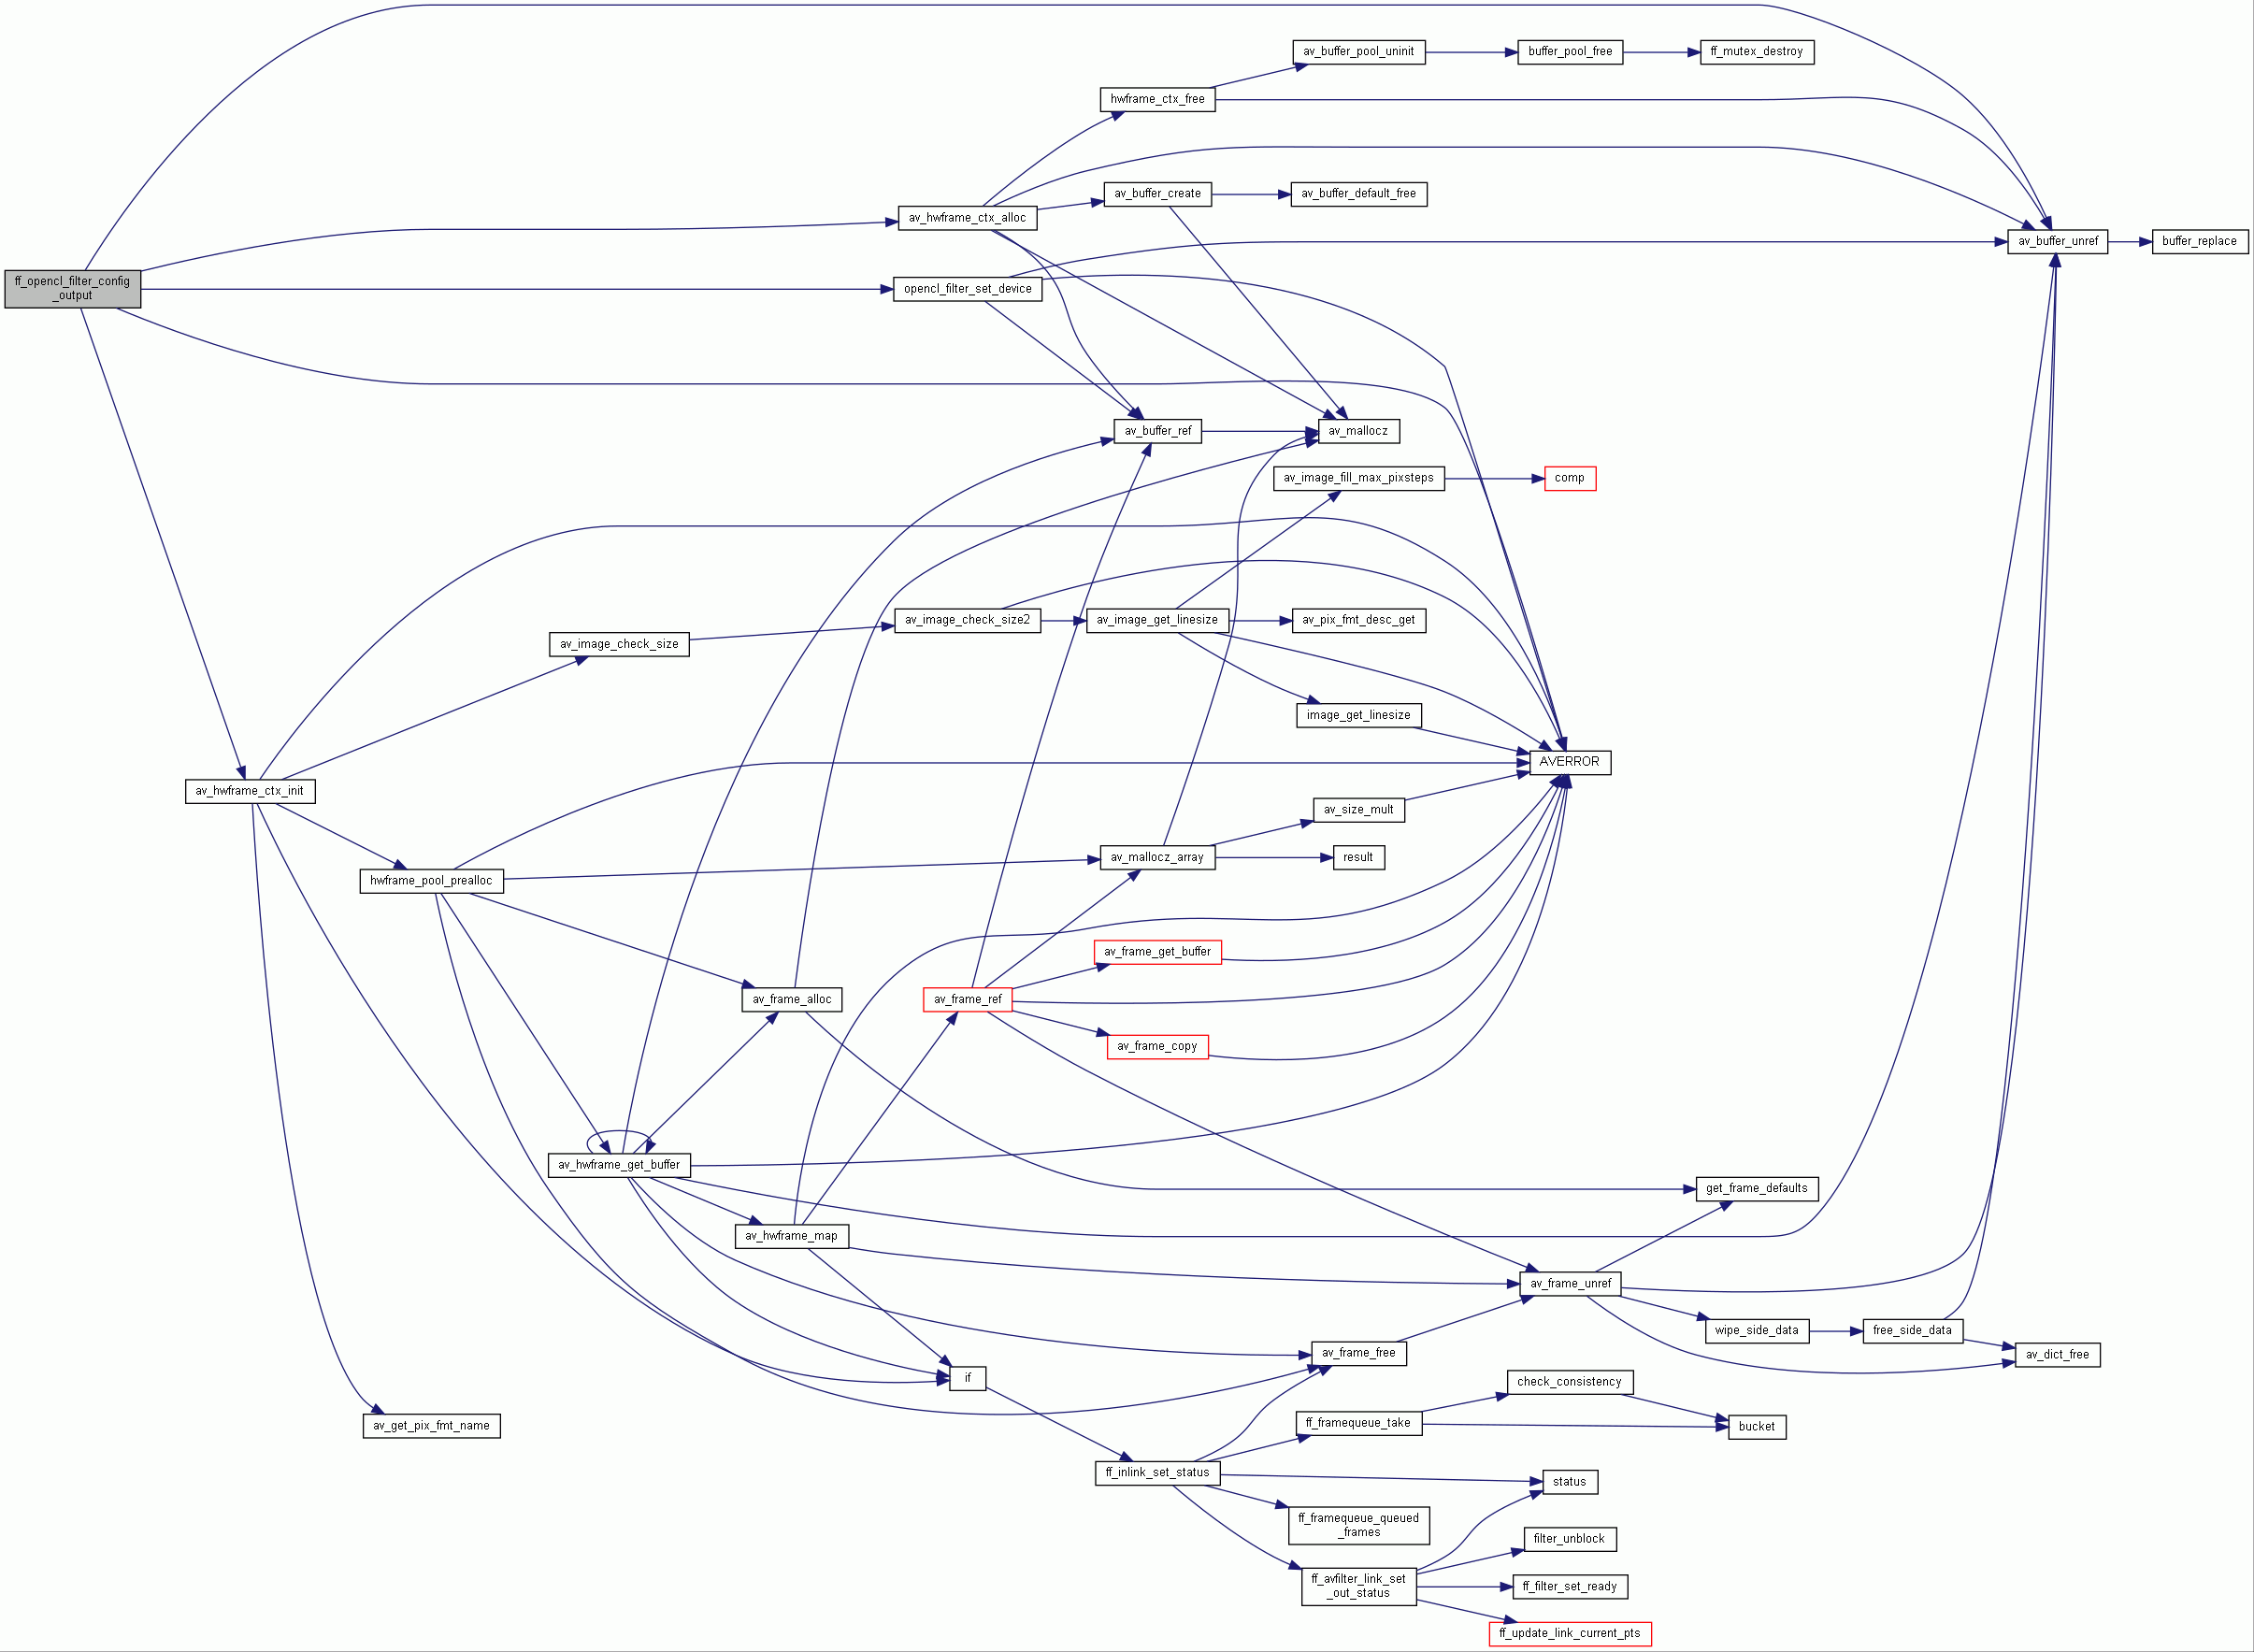 av_buffer_pool_uninit
buffer_pool_free
ff_mutex_destroy
hwframe_ctx_free
av_buffer_create
av_buffer_default_free
av_hwframe_ctx_alloc
av_buffer_unref
buffer_replace
ff_opencl_filter_config
_output
opencl_filter_set_device
av_buffer_ref
av_mallocz
av_image_fill_max_pixsteps
comp
av_image_check_size2
av_image_get_linesize
av_pix_fmt_desc_get
av_image_check_size
image_get_linesize
AVERROR
av_hwframe_ctx_init
av_size_mult
av_mallocz_array
result
hwframe_pool_prealloc
av_frame_get_buffer
av_frame_alloc
av_frame_ref
av_frame_copy
av_hwframe_get_buffer
get_frame_defaults
av_hwframe_map
av_frame_unref
wipe_side_data
free_side_data
av_frame_free
av_dict_free
if
check_consistency
av_get_pix_fmt_name
ff_framequeue_take
bucket
ff_inlink_set_status
status
ff_framequeue_queued
_frames
filter_unblock
ff_avfilter_link_set
_out_status
ff_filter_set_ready
ff_update_link_current_pts